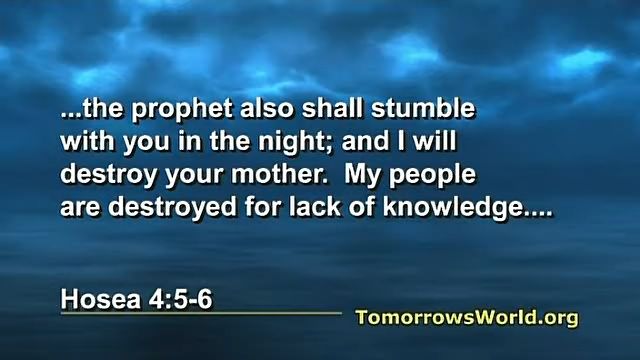 ...the prophet also shall stumble
with you in the night; and I will
destroy your mother.  My people
are destroyed for lack of knowledge....
Hosea 4:5-6
TomorrowsWorld.org